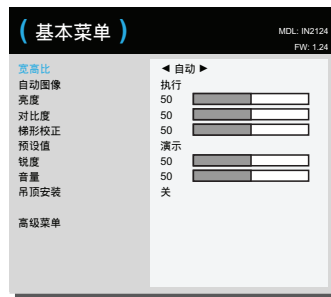 (基本菜单)
MDL: IN2124
FW: 1.24
宽高比 ◀ 自动 ▶
自动图像 执行
亮度 50
对比度 50
梯形校正 50
预设值 演示
锐度 50
音量 50
吊顶安装 关
高级菜单